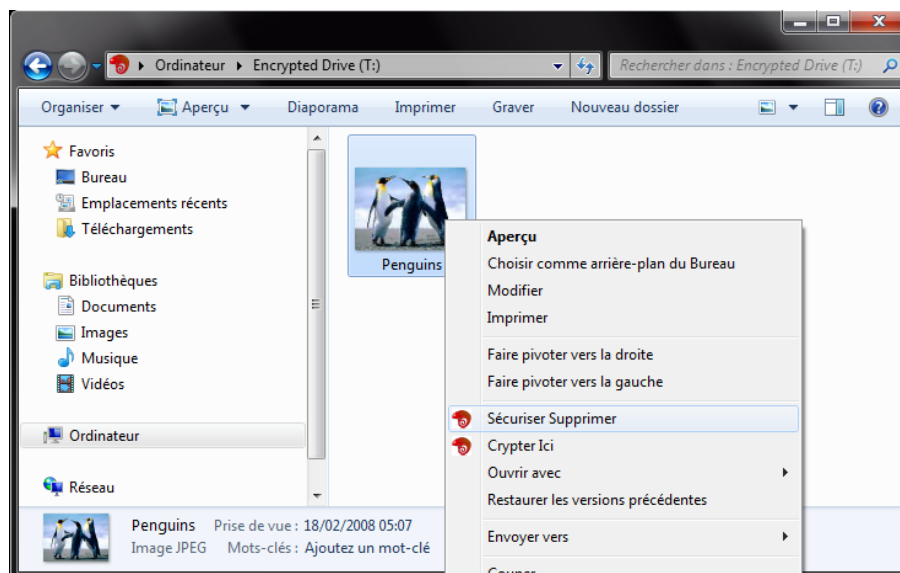 Ordinateur Encrypted Drive (T:)
Rechercher dans : Encrypted Drive (T:)
Organiser Aperçu Diaporama Imprimer Graver Nouveau dossier
Favoris
Bureau
Emplacements récents
Téléchargements
Bibliothèques
Documents
Images
Musique
Vidéos
Ordinateur
Réseau
Penguins
Aperçu
Choisir comme arrière-plan du Bureau
Modifier
Imprimer
Faire pivoter vers la droite
Faire pivoter vers la gauche
Sécuriser Supprimer
Crypter Ici
Ouvrir avec
Restaurer les versions précédentes
Envoyer vers
Couper
Penguins Prise de vue : 18/02/2008 05:07
Image JPEG Mots-clés : Ajoutez un mot-clé